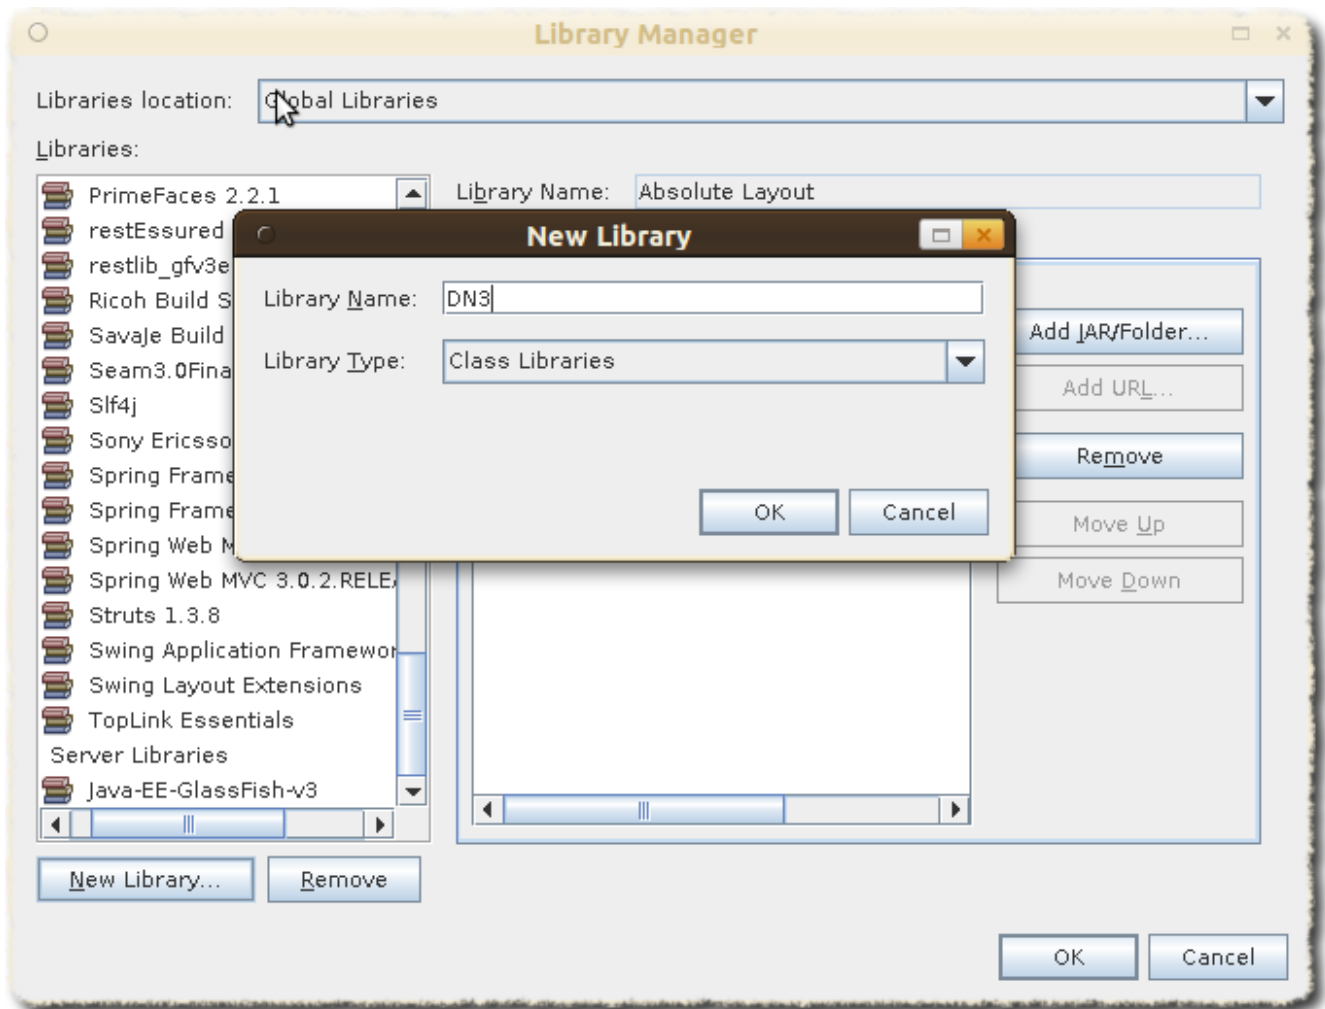 Library Manager
Libraries location:
Global Libraries
Libraries:
PrimeFaces 2.2.1
restEssured
restlib_gfv3e
Ricoh Build S
SavaJe Build
Seam3.0Fina
Slf4j
Sony Ericsso
Spring Frame
Spring Frame
Spring Web M
Spring Web MVC 3.0.2.RELE
Struts 1.3.8
Swing Application Framewor
Swing Layout Extensions
TopLink Essentials
Server Libraries
Java-EE-GlassFish-v3
New Library...
Remove
Library Name:
Absolute Layout
New Library
Library Name:
DN3
Library Type:
Class Libraries
OK
Cancel
Add JAR/Folder...
Add URL...
Remove
Move Up
Move Down
OK
Cancel